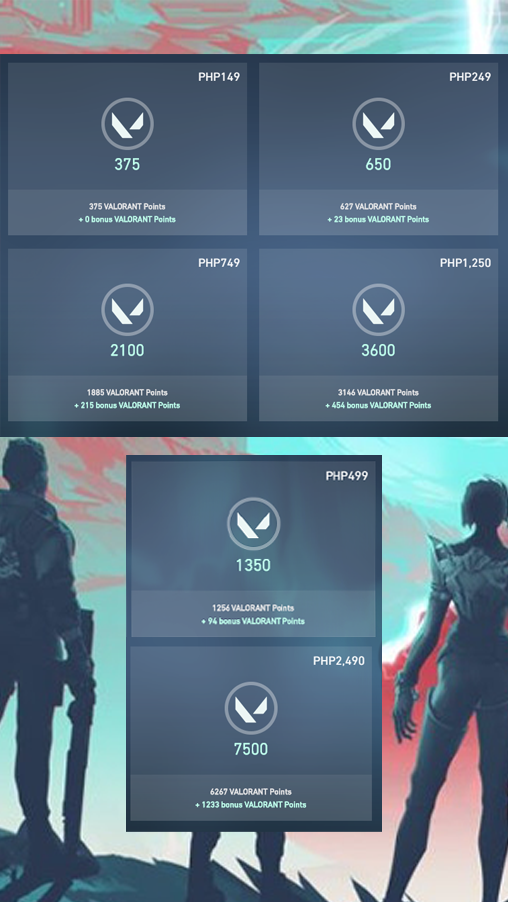 PHP149
375
375 VALORANT Points
+ 0 bonus VALORANT Points
PHP249
650
627 VALORANT Points
+ 23 bonus VALORANT Points
PHP749
2100
1885 VALORANT Points
+ 215 bonus VALORANT Points
PHP1,250
3600
3146 VALORANT Points
+ 454 bonus VALORANT Points
PHP499
1350
1256 VALORANT Points
+ 94 bonus VALORANT Points
PHP2,490
7500
6267 VALORANT Points
+ 1233 bonus VALORANT Points